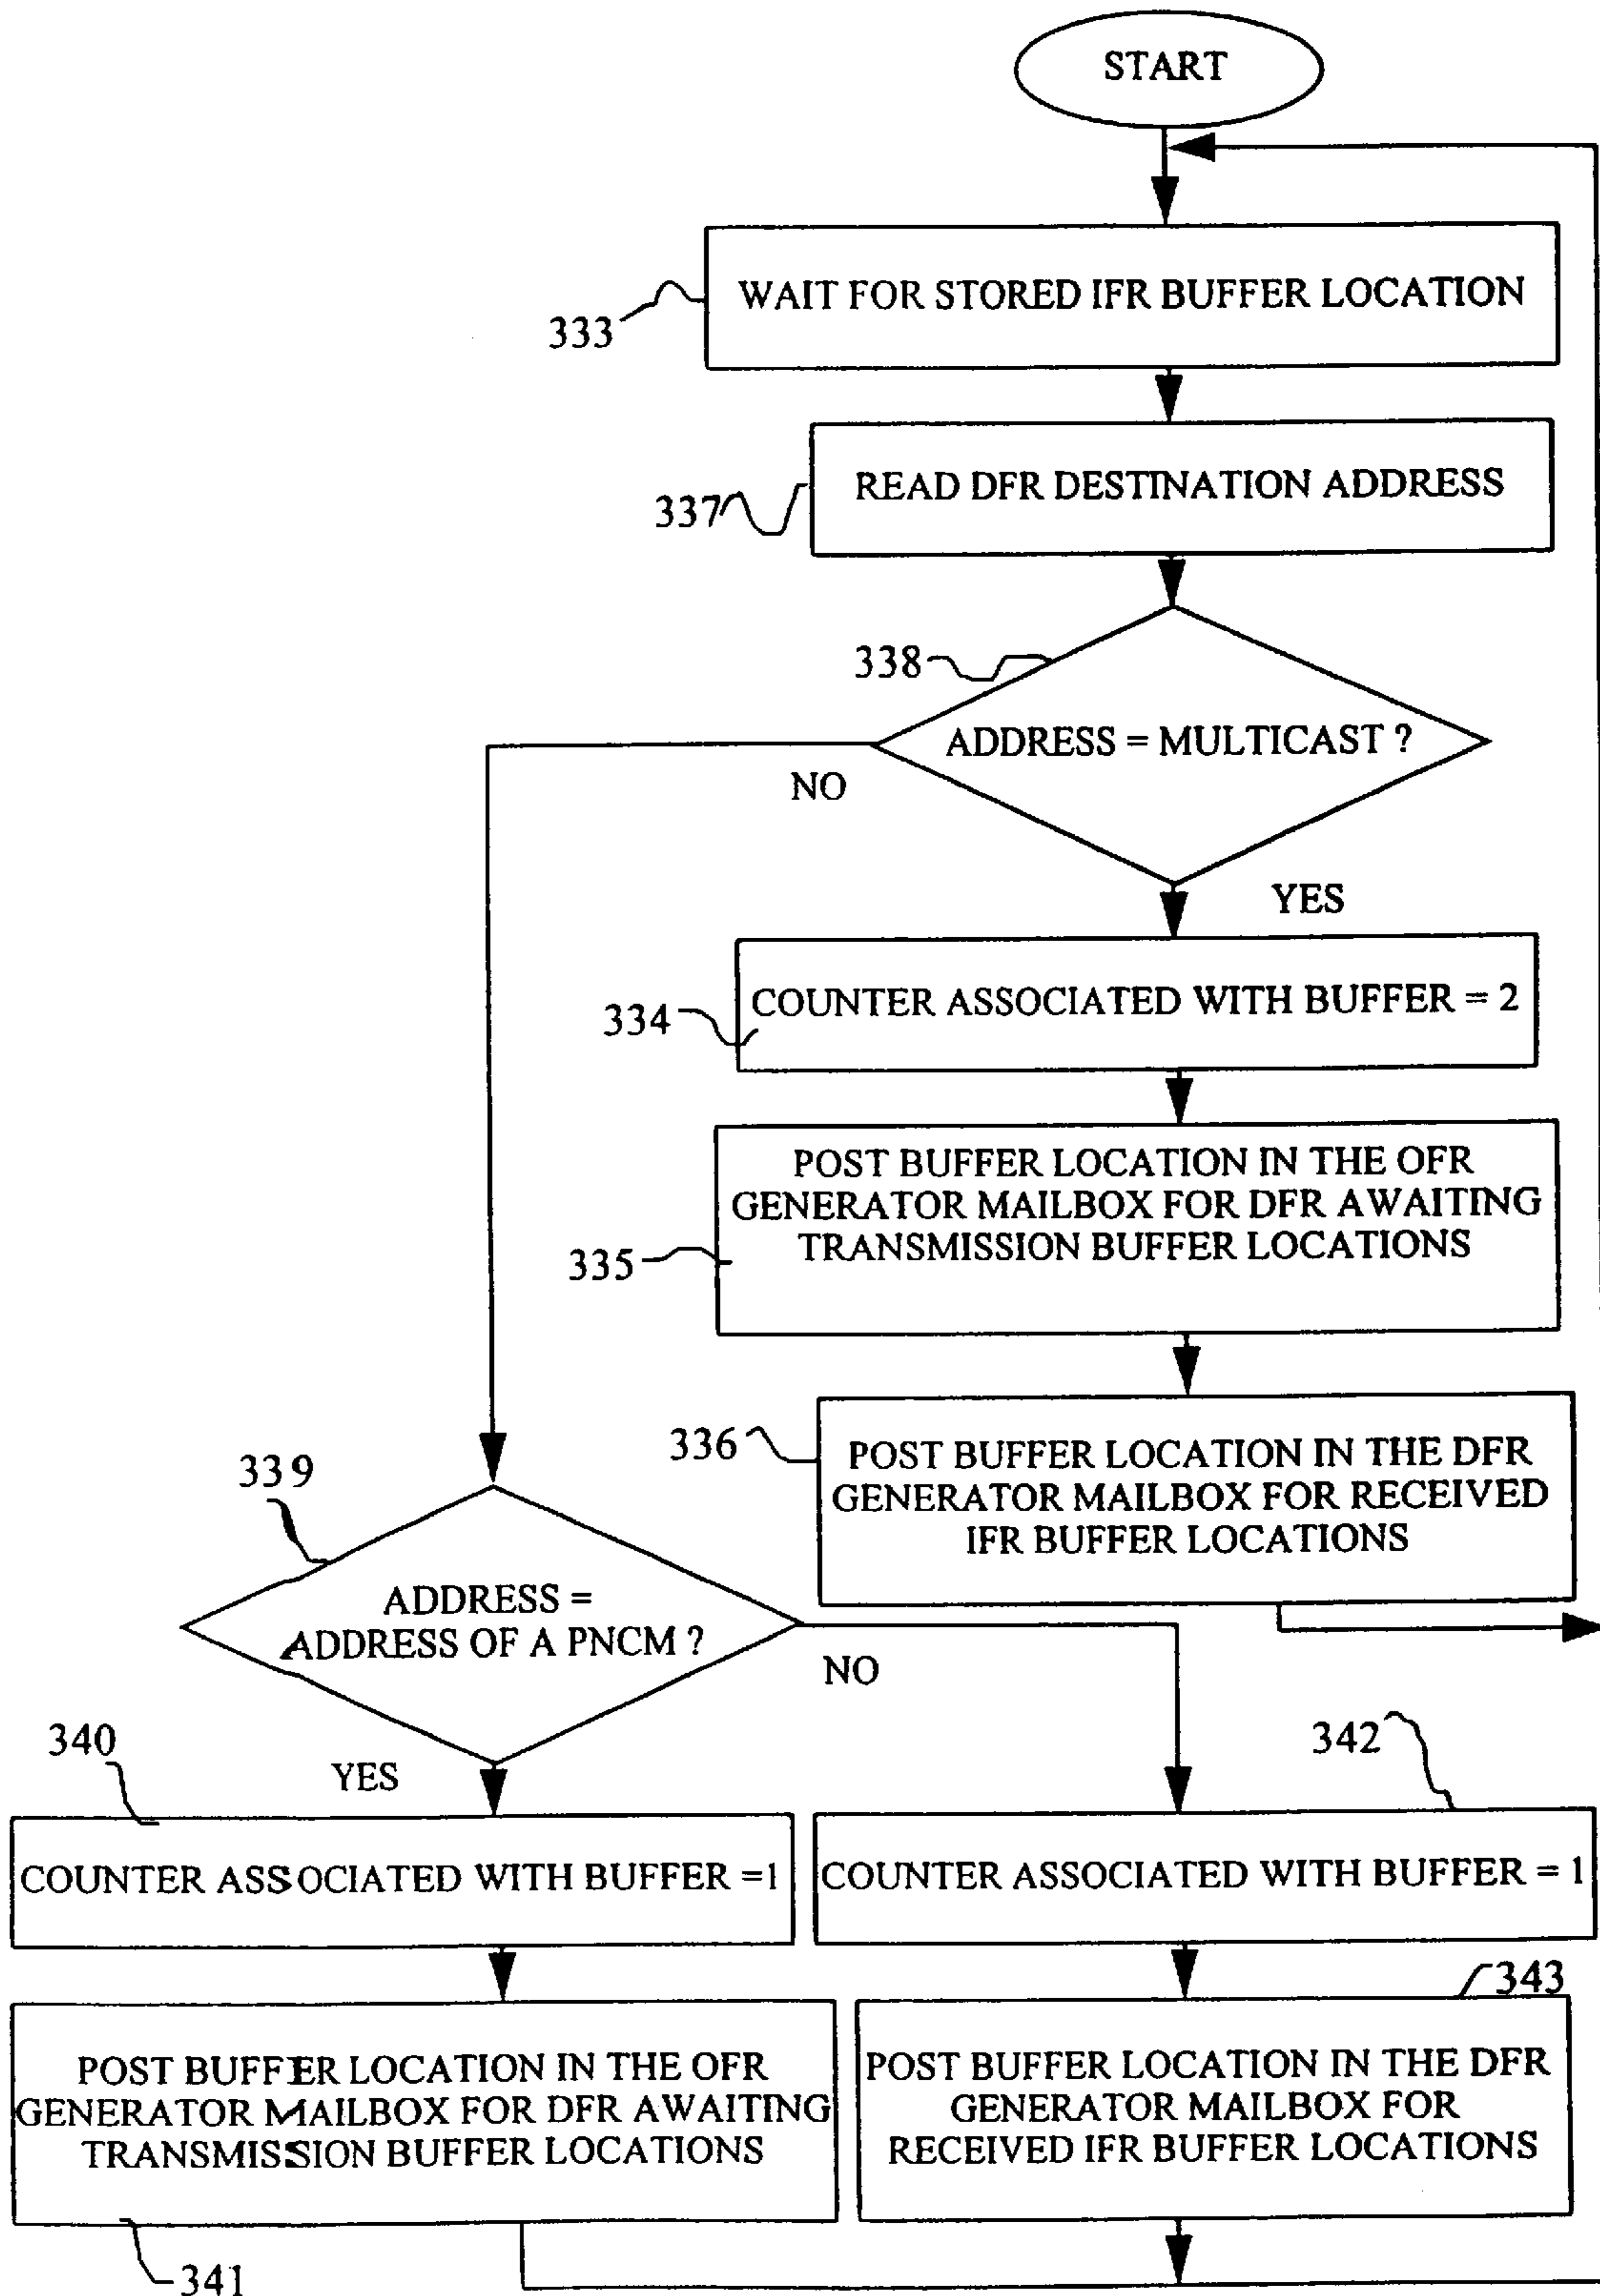 START
WAIT FOR STORED IFR BUFFER LOCATION
333
READ DFR DESTINATION ADDRESS
337
338
ADDRESS = MULTICAST ?
NO
YES
COUNTER ASSOCIATED WITH BUFFER = 2
334
POST BUFFER LOCATION IN THE OFR
GENERATOR MAILBOX FOR DFR AWAITING
TRANSMISSION BUFFER LOCATIONS
335
336
POST BUFFER LOCATION IN THE DFR
GENERATOR MAILBOX FOR RECEIVED
IFR BUFFER LOCATIONS
339
ADDRESS =
ADDRESS OF A PNCM ?
NO
YES
340
342
COUNTER ASSOCIATED WITH BUFFER =1
COUNTER ASSOCIATED WITH BUFFER = 1
343
POST BUFFER LOCATION IN THE OFR
GENERATOR MAILBOX FOR DFR AWAITING
TRANSMISSION BUFFER LOCATIONS
POST BUFFER LOCATION IN THE DFR
GENERATOR MAILBOX FOR
RECEIVED IFR BUFFER LOCATIONS
341